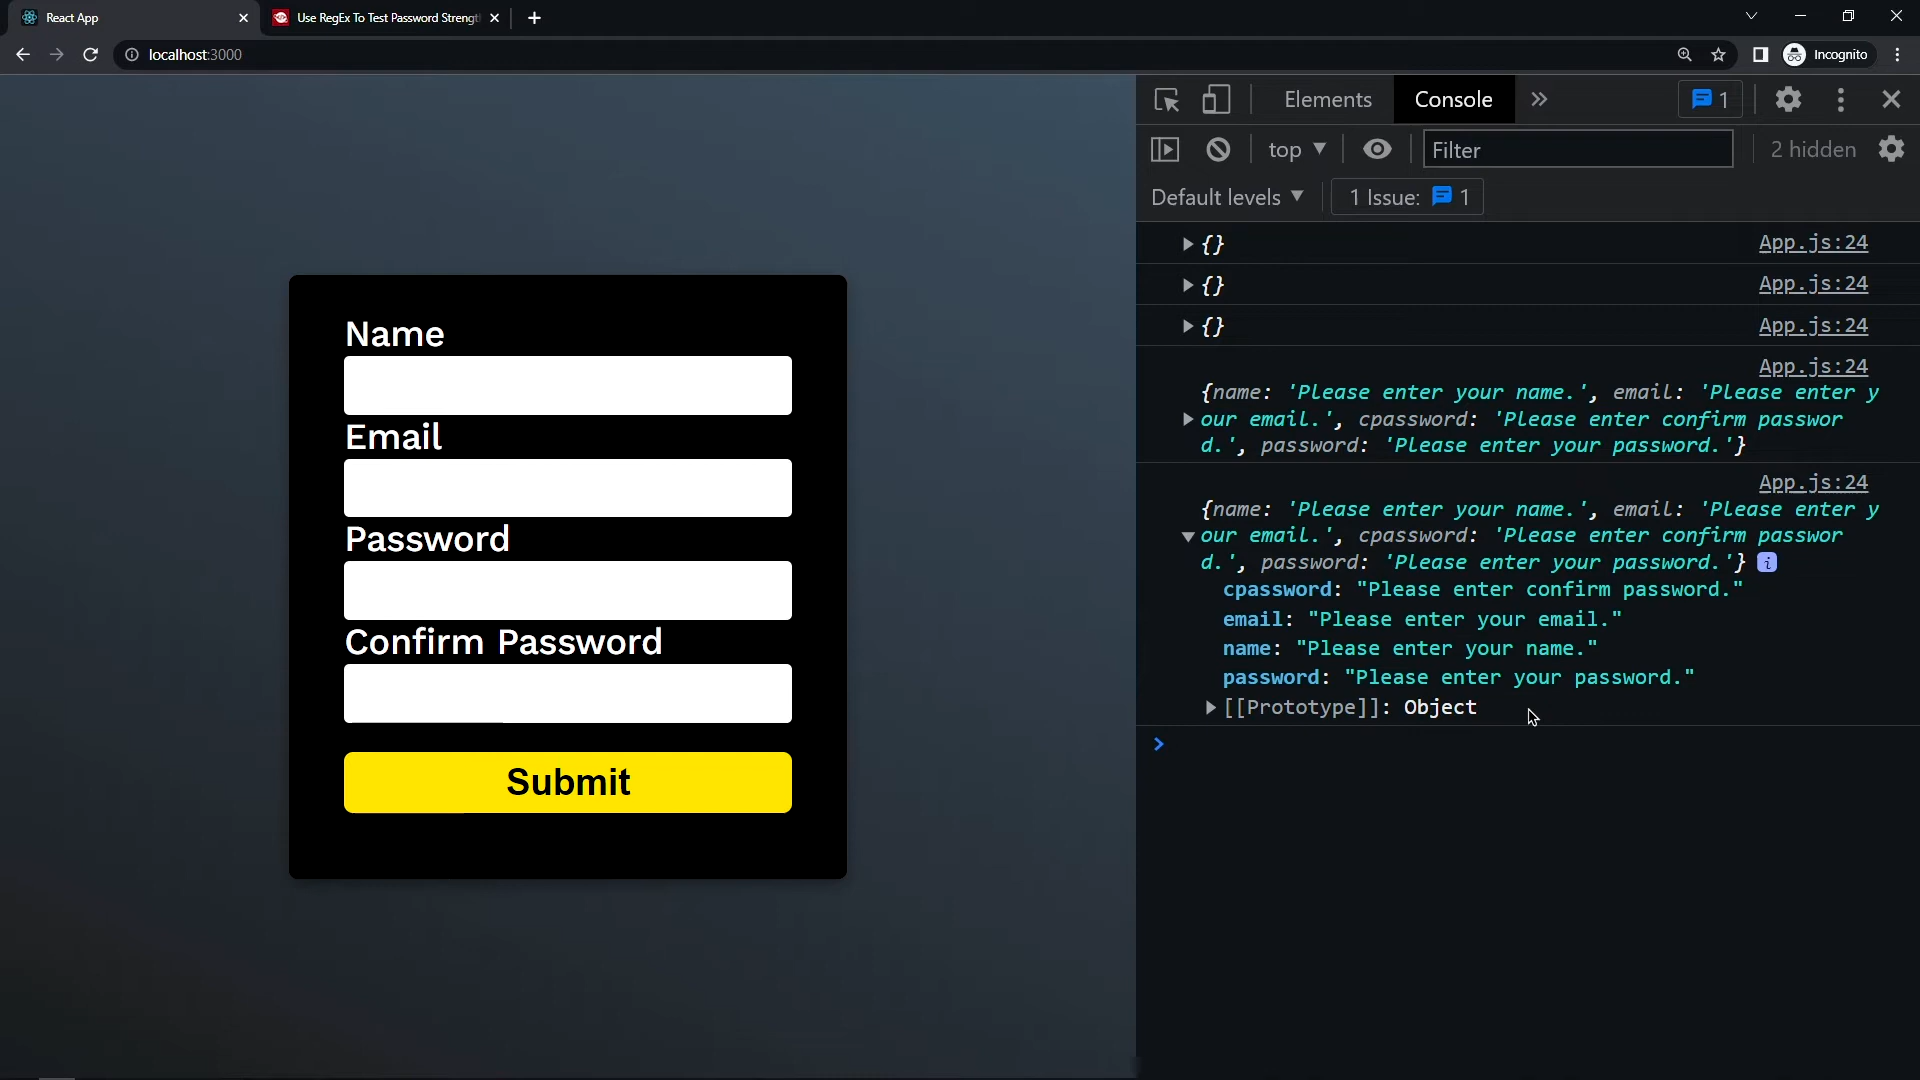 React App
Use RegEx To Test Password Strengt
localhost:3000
Incognito
Elements
Console
1
top
Filter
2 hidden
Default levels
1 Issue: 1
{} App.js:24
{} App.js:24
{} App.js:24
App.js:24
{name: 'Please enter your name.', email: 'Please enter y
our email.', cpassword: 'Please enter confirm passwor
d.', password: 'Please enter your password.'}
App.js:24
{name: 'Please enter your name.', email: 'Please enter y
our email.', cpassword: 'Please enter confirm passwor
d.', password: 'Please enter your password.'} i
cpassword: "Please enter confirm password."
email: "Please enter your email."
name: "Please enter your name."
password: "Please enter your password."
[[Prototype]]: Object
Name
Email
Password
Confirm Password
Submit